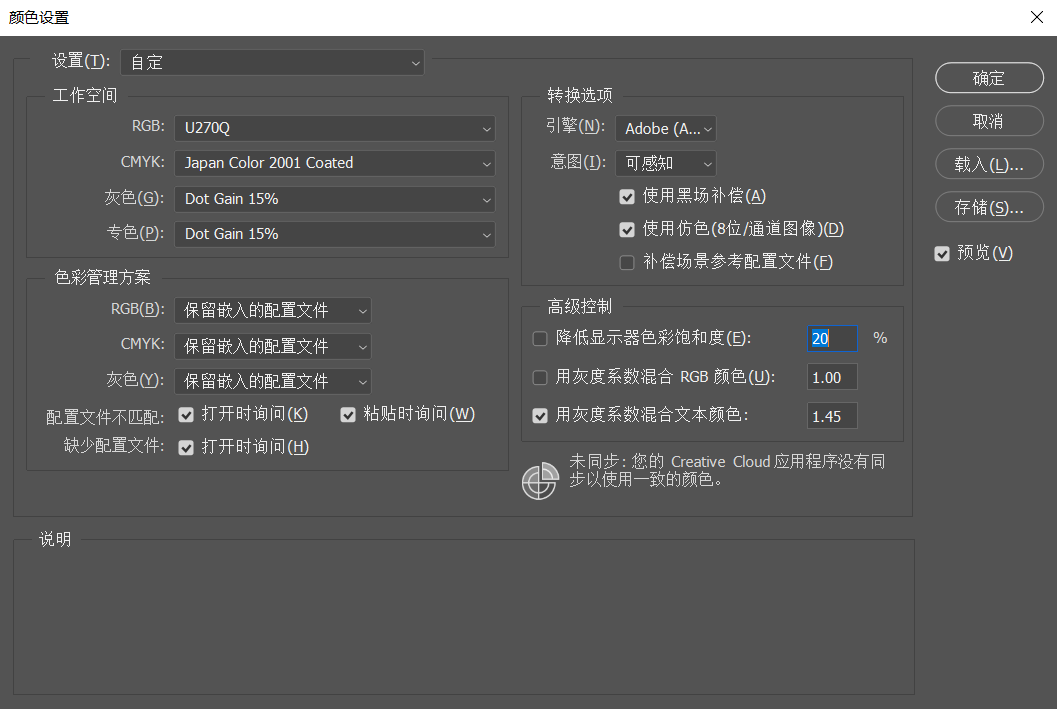 颜色设置
设置(T): 自定
工作空间
RGB: U270Q
CMYK: Japan Color 2001 Coated
灰色(G): Dot Gain 15%
专色(P): Dot Gain 15%
色彩管理方案
RGB(B): 保留嵌入的配置文件
CMYK: 保留嵌入的配置文件
灰色(Y): 保留嵌入的配置文件
配置文件不匹配: 打开时询问(K) 粘贴时询问(W)
缺少配置文件: 打开时询问(H)
转换选项
引擎(N): Adobe (A...
意图(I): 可感知
使用黑场补偿(A)
使用仿色(8位/通道图像)(D)
补偿场景参考配置文件(F)
高级控制
降低显示器色彩饱和度(E): 20 %
用灰度系数混合 RGB 颜色(U): 1.00
用灰度系数混合文本颜色: 1.45
未同步: 您的 Creative Cloud 应用程序没有同
步以使用一致的颜色。
确定
取消
载入(L)...
存储(S)...
预览(V)
说明